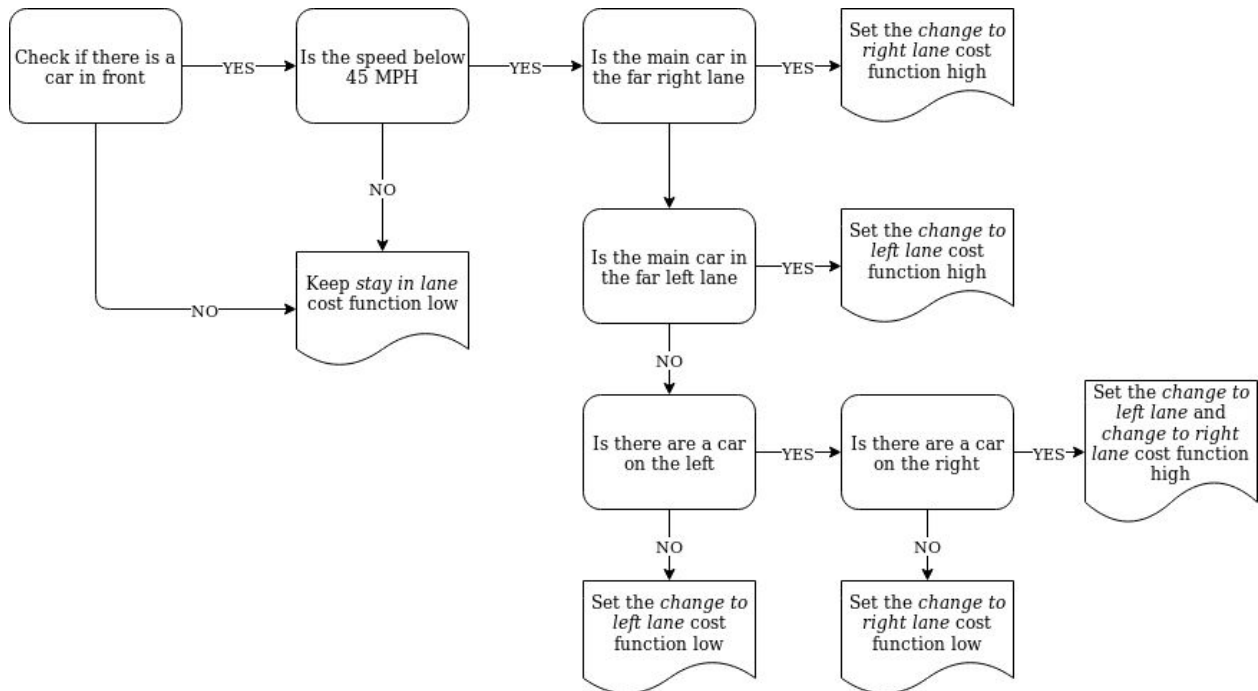 Check if there is a
car in front
YES
Is the speed below
45 MPH
YES
Is the main car in
the far right lane
YES
Set the change to
right lane cost
function high
NO
NO
Keep stay in lane
cost function low
Is the main car in
the far left lane
YES
Set the change to
left lane cost
function high
NO
Is there are a car
on the left
YES
Is there are a car
on the right
YES
Set the change to
left lane and
change to right
lane cost function
high
NO
NO
Set the change to
left lane cost
function low
Set the change to
right lane cost
function low